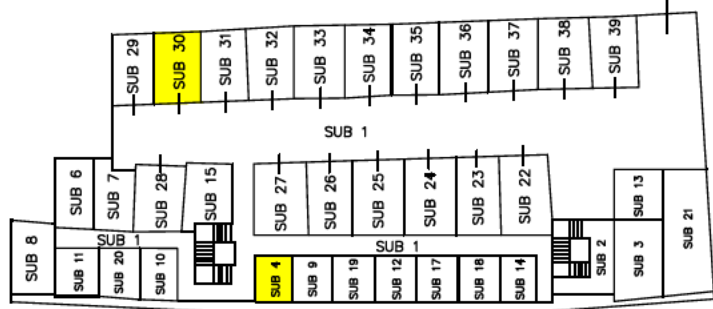 SUB 29
SUB 30
SUB 31
SUB 32
SUB 33
SUB 34
SUB 35
SUB 36
SUB 37
SUB 38
SUB 39
SUB 1
SUB 6
SUB 7
SUB 28
SUB 15
SUB 27
SUB 26
SUB 25
SUB 24
SUB 23
SUB 22
SUB 13
SUB 21
SUB 8
SUB 1
SUB 1
SUB 2
SUB 3
SUB 11
SUB 20
SUB 10
SUB 4
SUB 9
SUB 19
SUB 12
SUB 17
SUB 18
SUB 14